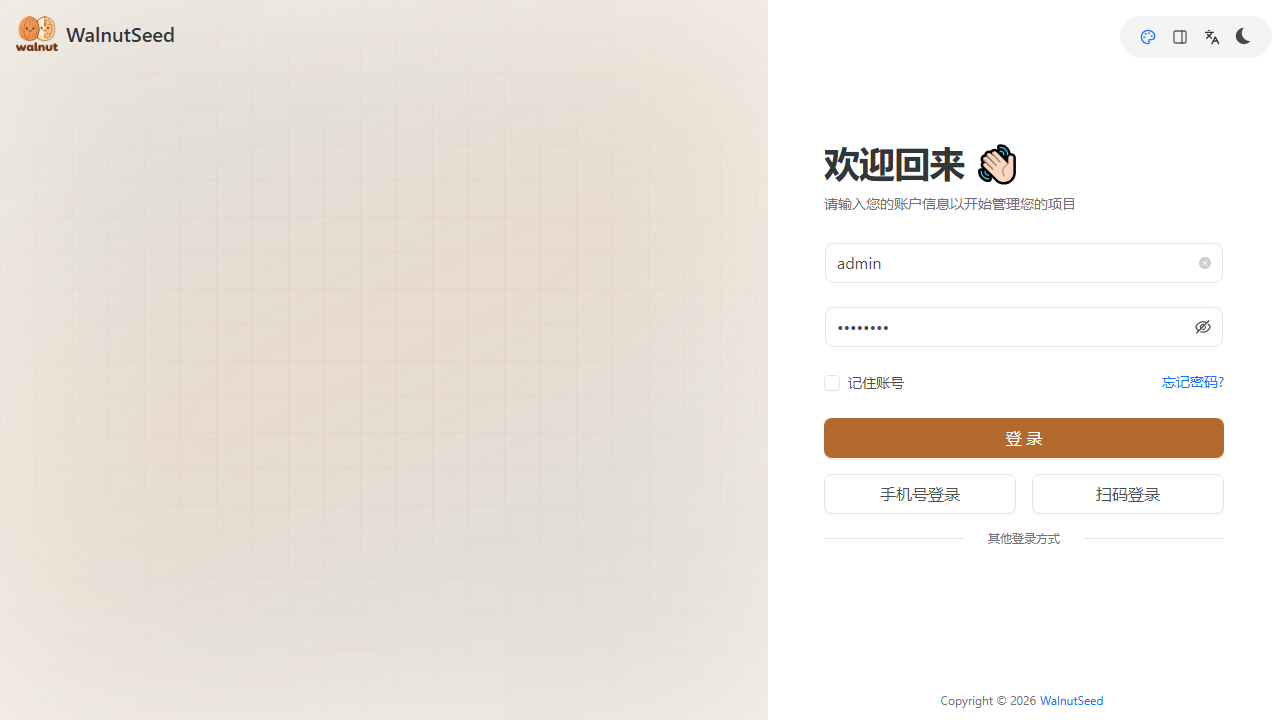 walnut
WalnutSeed
欢迎回来 👋🏻
请输入您的账户信息以开始管理您的项目
admin
••••••••
记住账号
忘记密码?
登 录
手机号登录
扫码登录
其他登录方式
Copyright © 2026 WalnutSeed